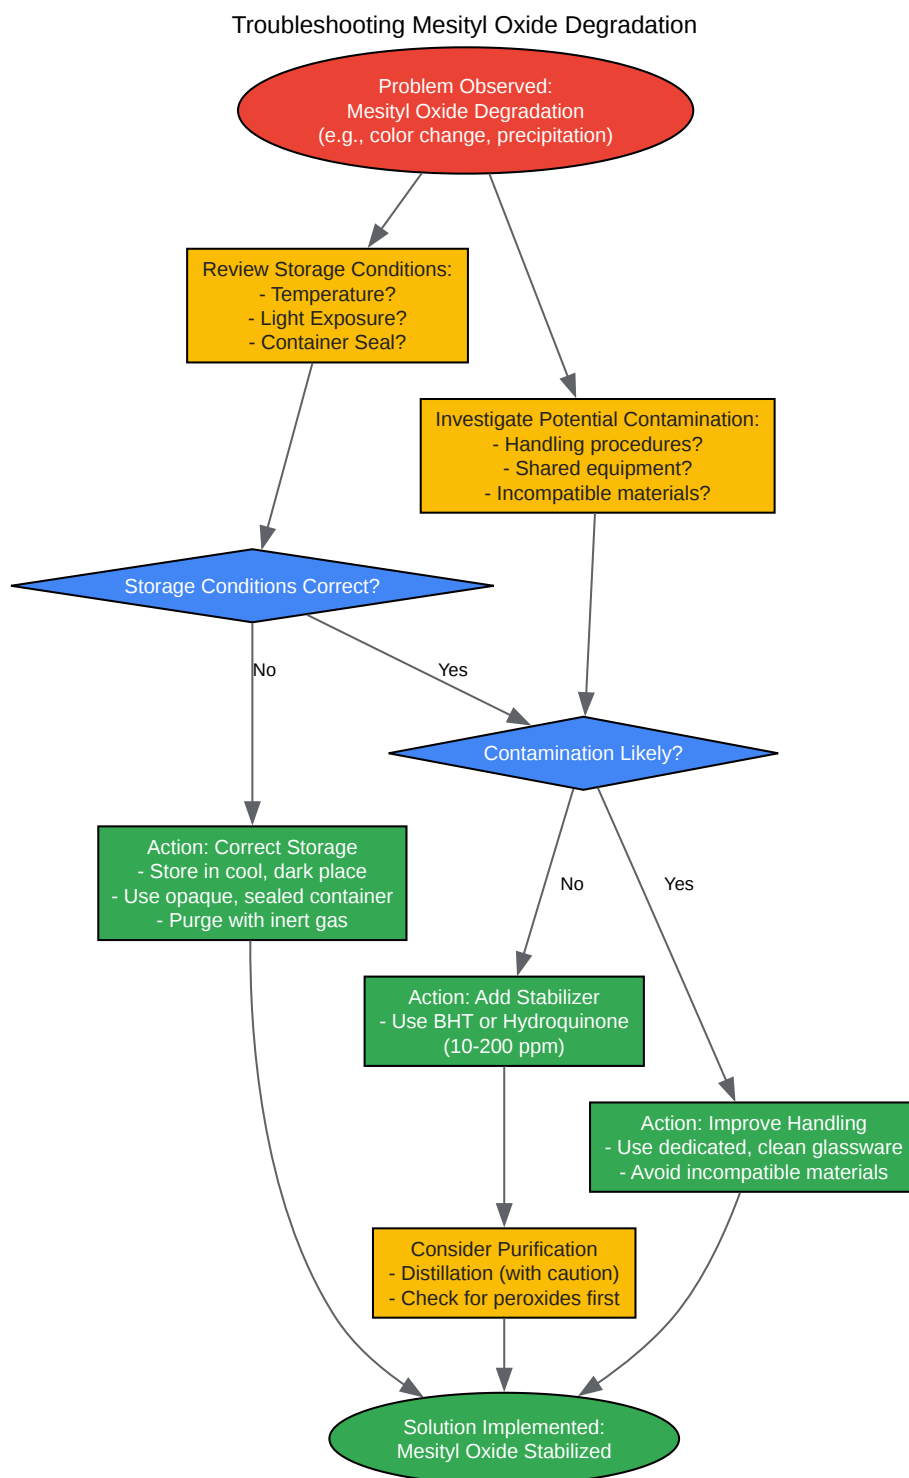 Troubleshooting Mesityl Oxide Degradation
Problem Observed:
Mesityl Oxide Degradation
(e.g., color change, precipitation)
Review Storage Conditions:
- Temperature?
- Light Exposure?
- Container Seal?
Investigate Potential Contamination:
- Handling procedures?
- Shared equipment?
- Incompatible materials?
Storage Conditions Correct?
No
Yes
Contamination Likely?
Action: Correct Storage
- Store in cool, dark place
- Use opaque, sealed container
- Purge with inert gas
No
Yes
Action: Add Stabilizer
- Use BHT or Hydroquinone
(10-200 ppm)
Action: Improve Handling
- Use dedicated, clean glassware
- Avoid incompatible materials
Consider Purification
- Distillation (with caution)
- Check for peroxides first
Solution Implemented:
Mesityl Oxide Stabilized